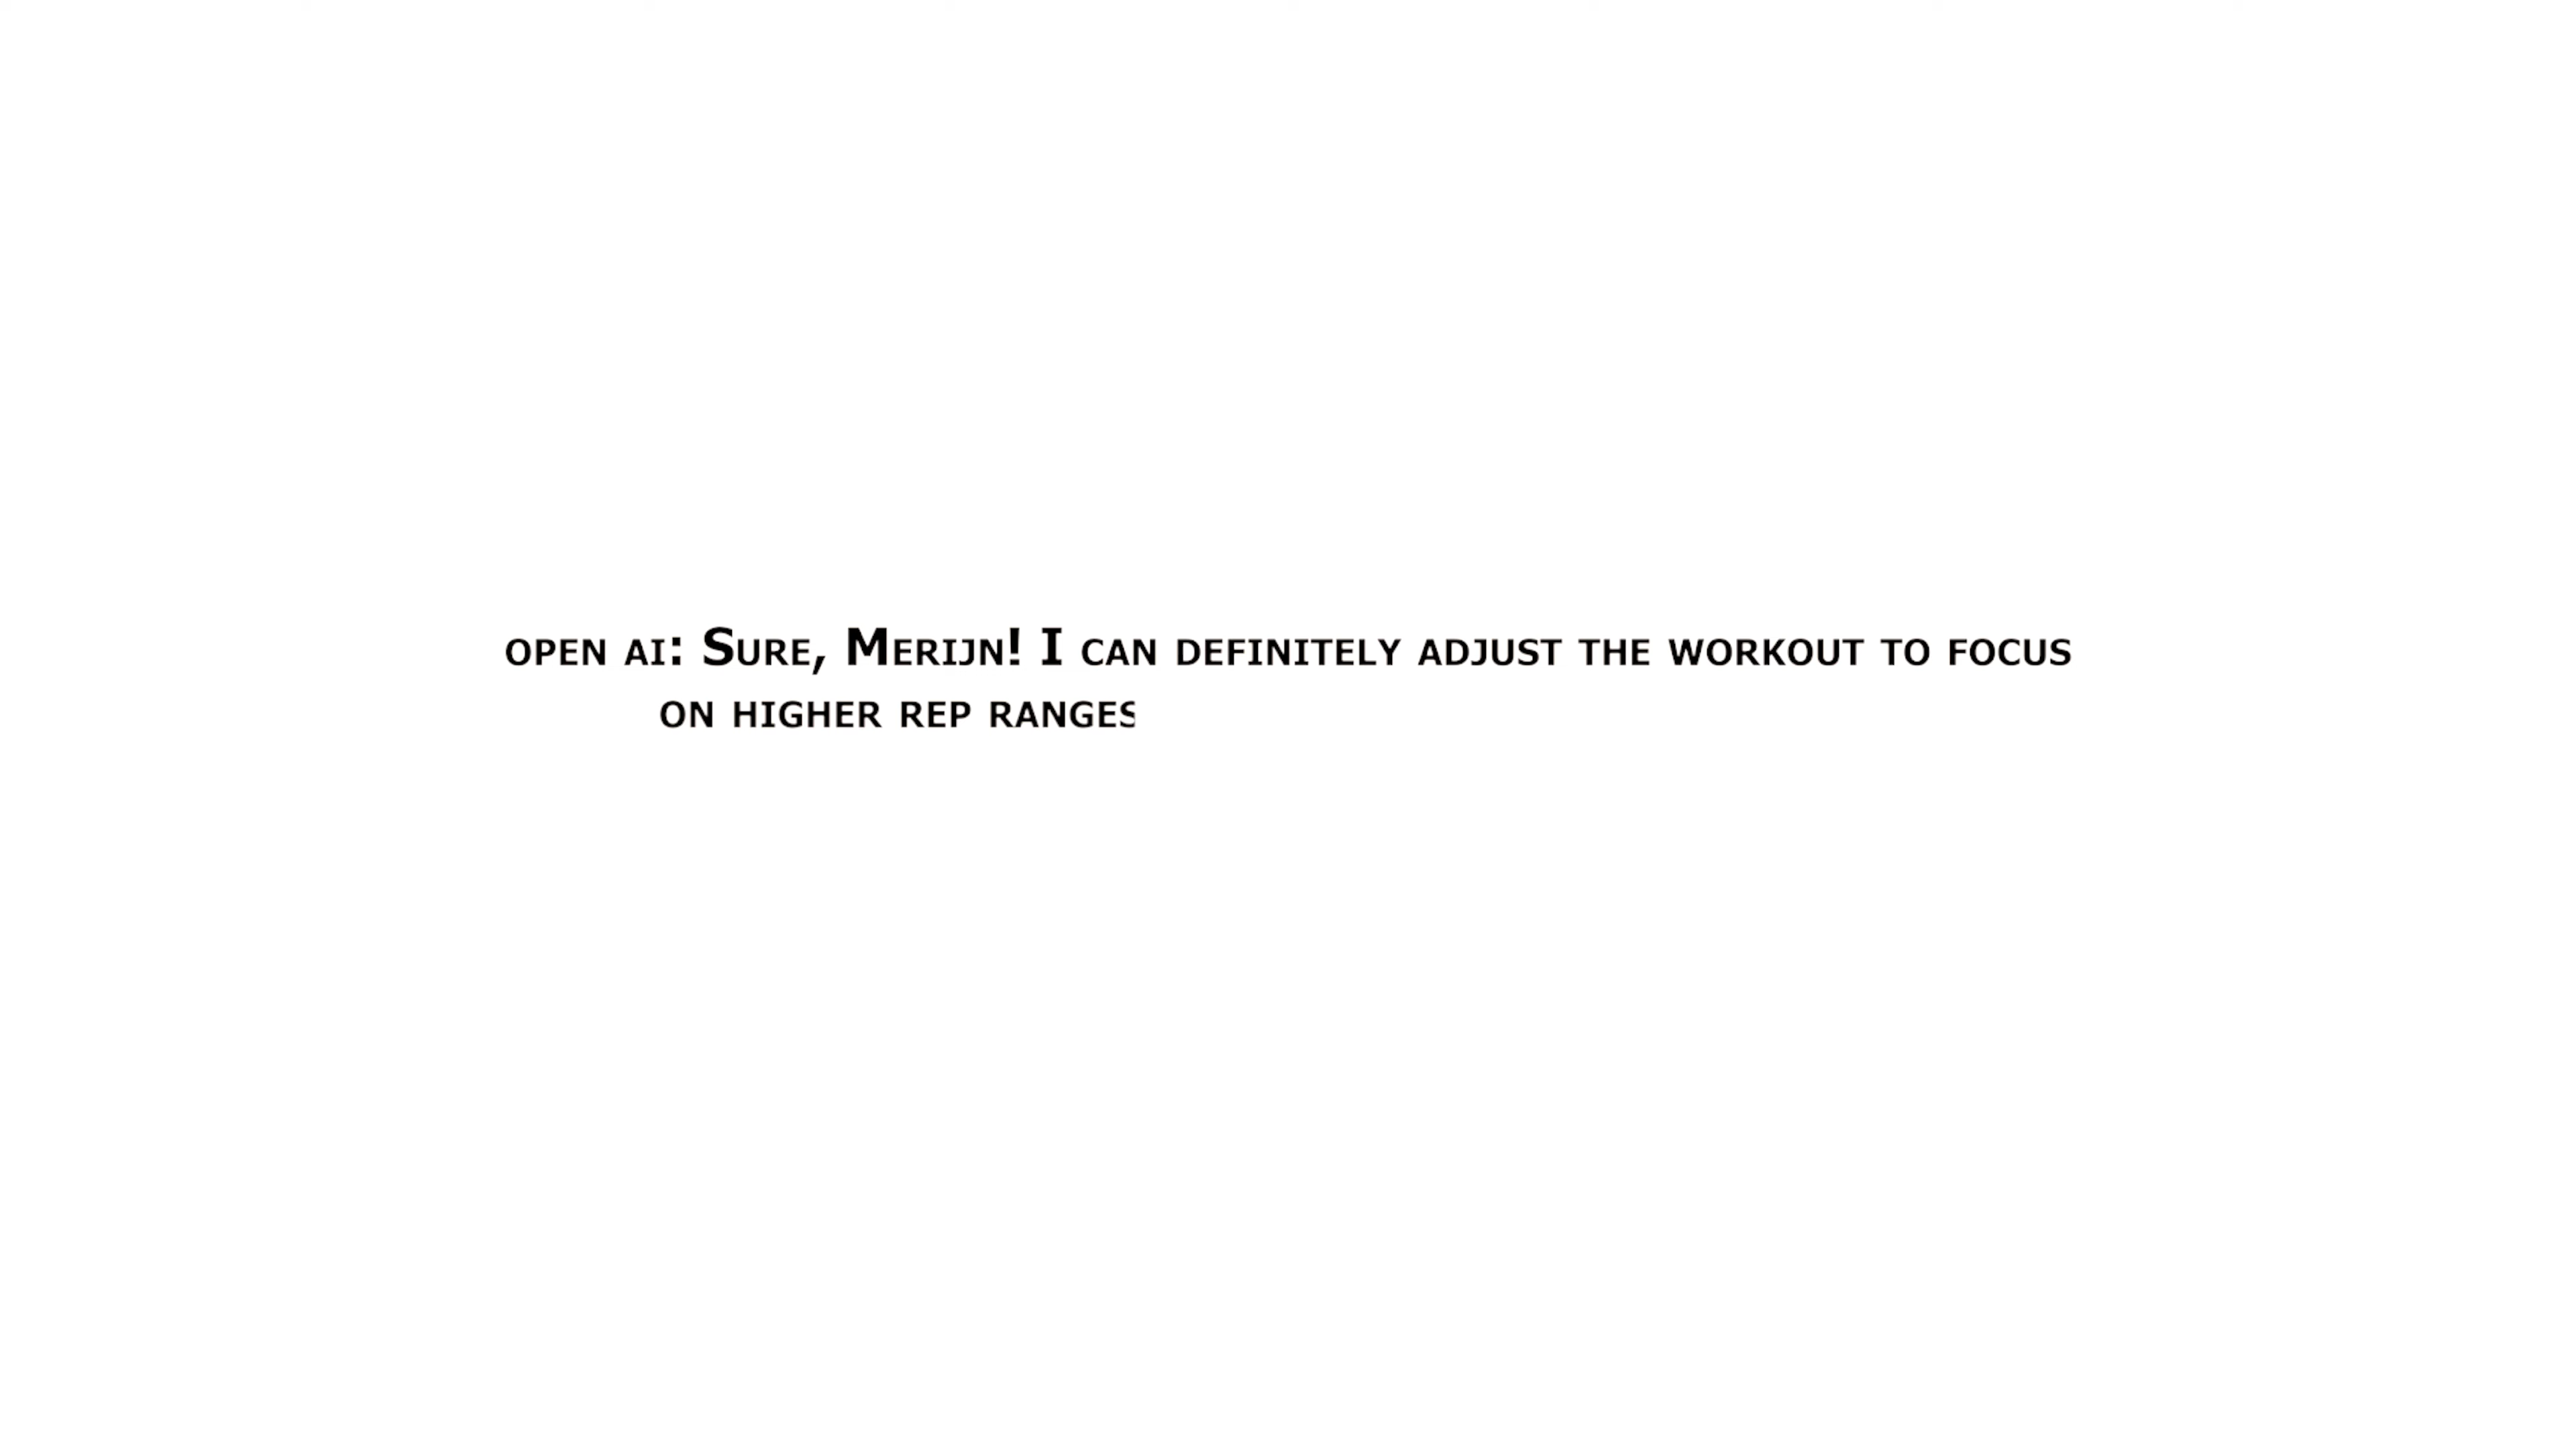 open ai: Sure, Merijn! I can definitely adjust the workout to focus
on higher rep ranges